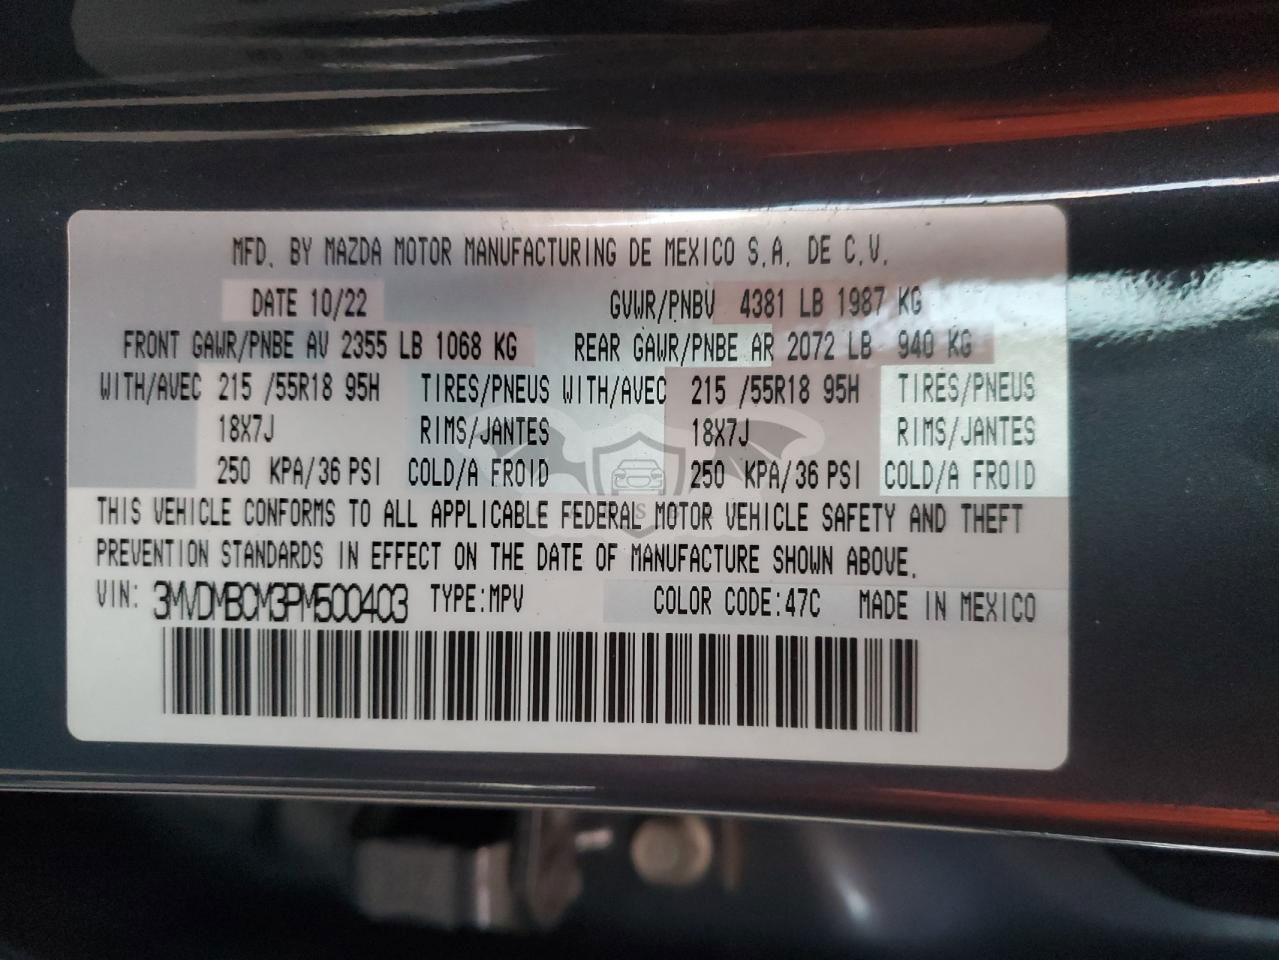 MFD. BY MAZDA MOTOR MANUFACTURING DE MEXICO S.A. DE C.V.
DATE 10/22 GVWR/PNBV 4381 LB 1987 KG
FRONT GAWR/PNBE AV 2355 LB 1068 KG REAR GAWR/PNBE AR 2072 LB 940 KG
WITH/AVEC 215 /55R18 95H TIRES/PNEUS WITH/AVEC 215 /55R18 95H TIRES/PNEUS
18X7J RIMS/JANTES 18X7J RIMS/JANTES
250 KPA/36 PSI COLD/A FROID 250 KPA/36 PSI COLD/A FROID
THIS VEHICLE CONFORMS TO ALL APPLICABLE FEDERAL MOTOR VEHICLE SAFETY AND THEFT
PREVENTION STANDARDS IN EFFECT ON THE DATE OF MANUFACTURE SHOWN ABOVE.
VIN: 3MVDMBCM3PM500403 TYPE:MPV COLOR CODE:47C MADE IN MEXICO